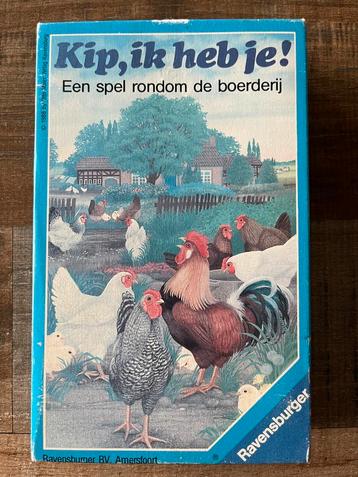 Kip, ik heb je!
Een spel rondom de boerderij
Ravensburger
Ravensburger BV, Amersfoort
®